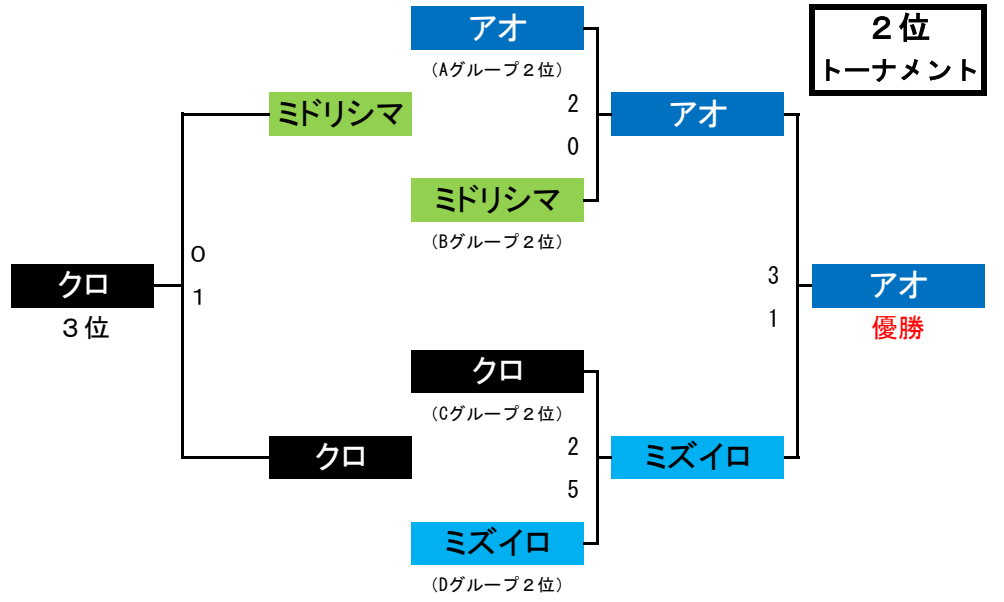 アオ
２位
トーナメント
(Aグループ２位)
ミドリシマ
2
アオ
0
ミドリシマ
(Bグループ２位)
0
クロ
1
３位
3
アオ
1
優勝
クロ
(Cグループ２位)
クロ
2
ミズイロ
5
ミズイロ
(Dグループ２位)